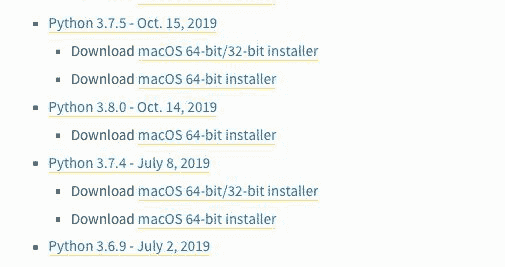 Python 3.7.5 - Oct. 15, 2019
Download macOS 64-bit/32-bit installer
Download macOS 64-bit installer
Python 3.8.0 - Oct. 14, 2019
Download macOS 64-bit installer
Python 3.7.4 - July 8, 2019
Download macOS 64-bit/32-bit installer
Download macOS 64-bit installer
Python 3.6.9 - July 2, 2019